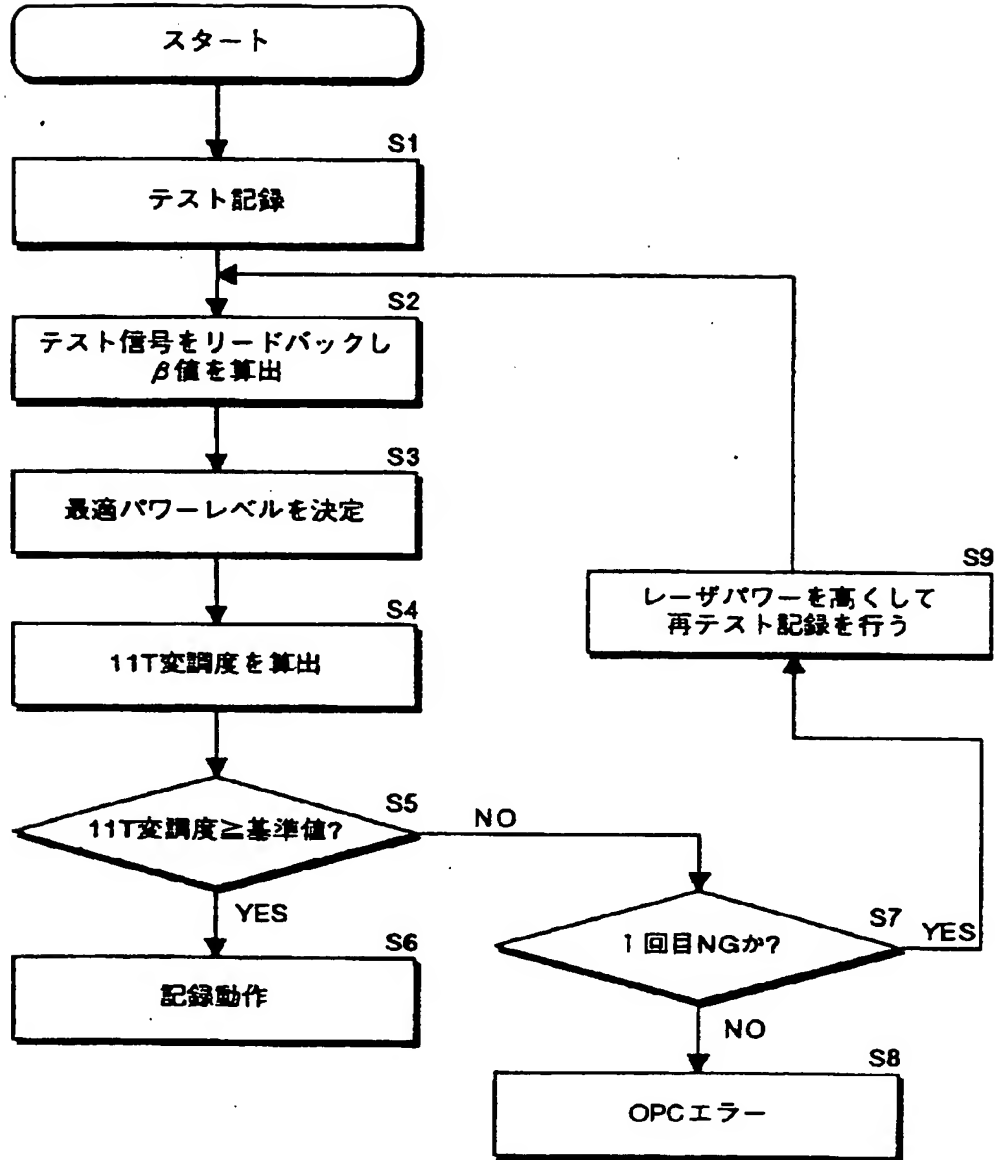 スタート
S1
テスト記録
S2
テスト信号をリードバックし
β値を算出
S3
最適パワーレベルを決定
S4
11T変調度を算出
S5
11T変調度≧基準値?
NO
YES
S6
記録動作
S7
1回目NGか?
YES
NO
S8
OPCエラー
S9
レーザパワーを高くして
再テスト記録を行う